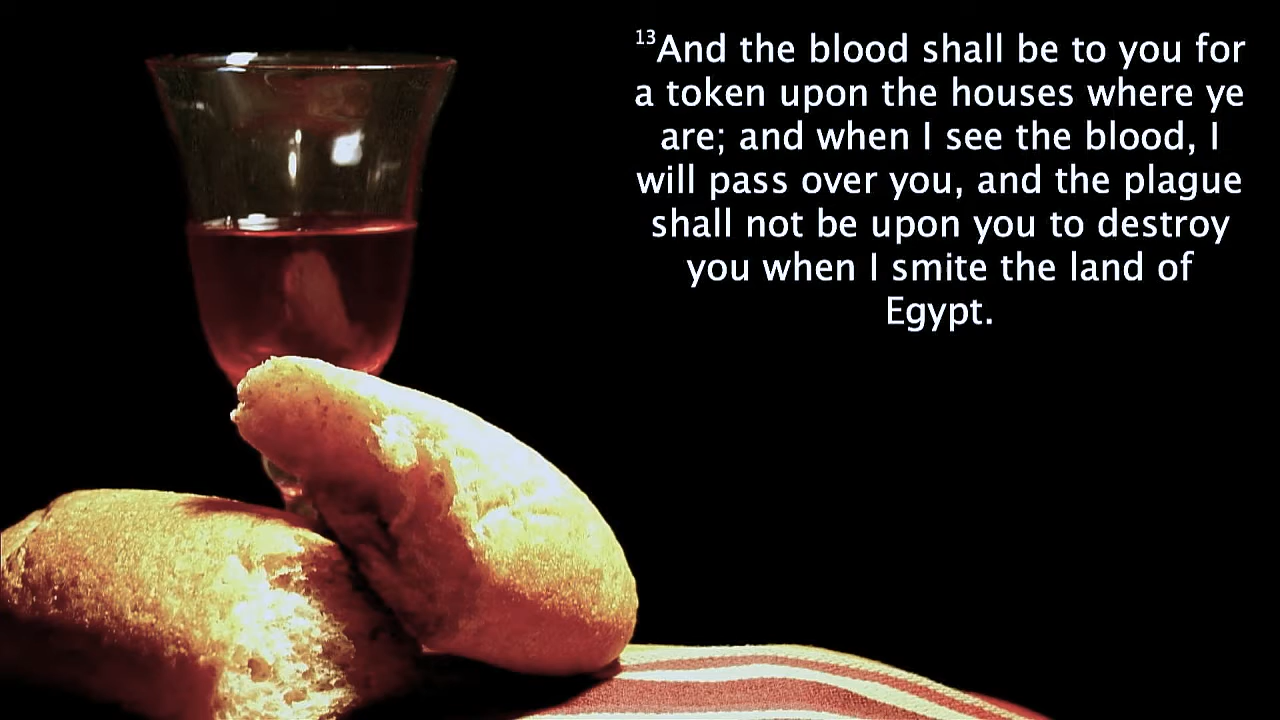 ¹³And the blood shall be to you for
a token upon the houses where ye
are; and when I see the blood, I
will pass over you, and the plague
shall not be upon you to destroy
you when I smite the land of
Egypt.